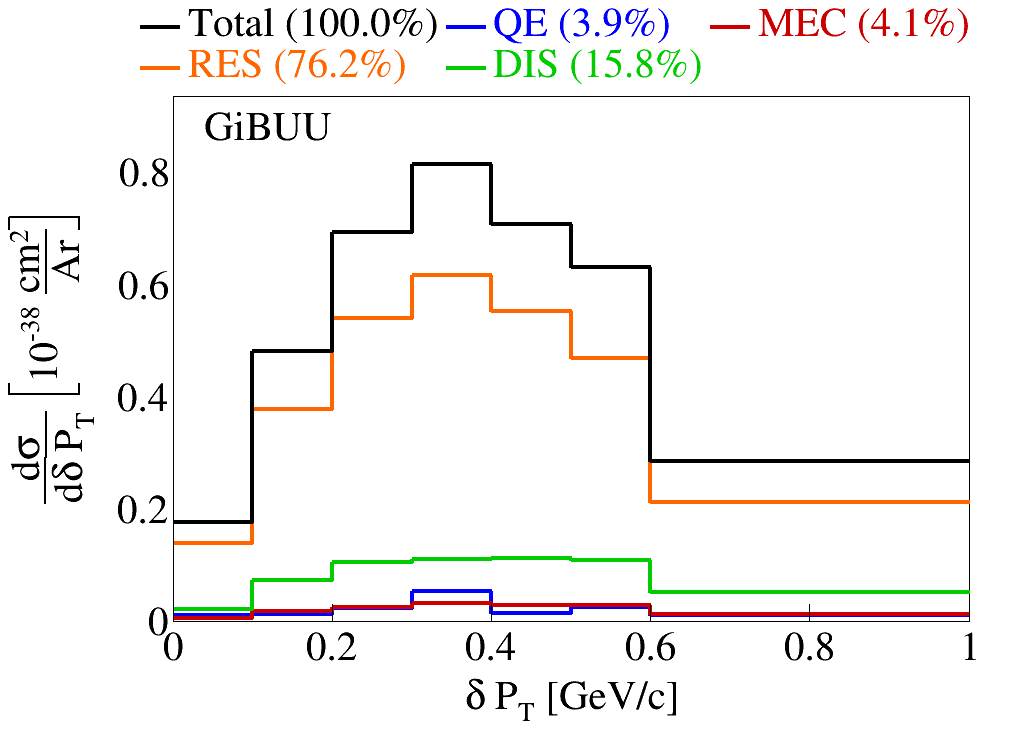 Total (100.0%) QE (3.9%) MEC (4.1%)
RES (76.2%) DIS (15.8%)
GiBUU
0.8
0.6
0.4
0.2
0
dσ/dδ P_T [10^-38 cm^2/Ar]
0 0.2 0.4 0.6 0.8 1
δ P_T [GeV/c]